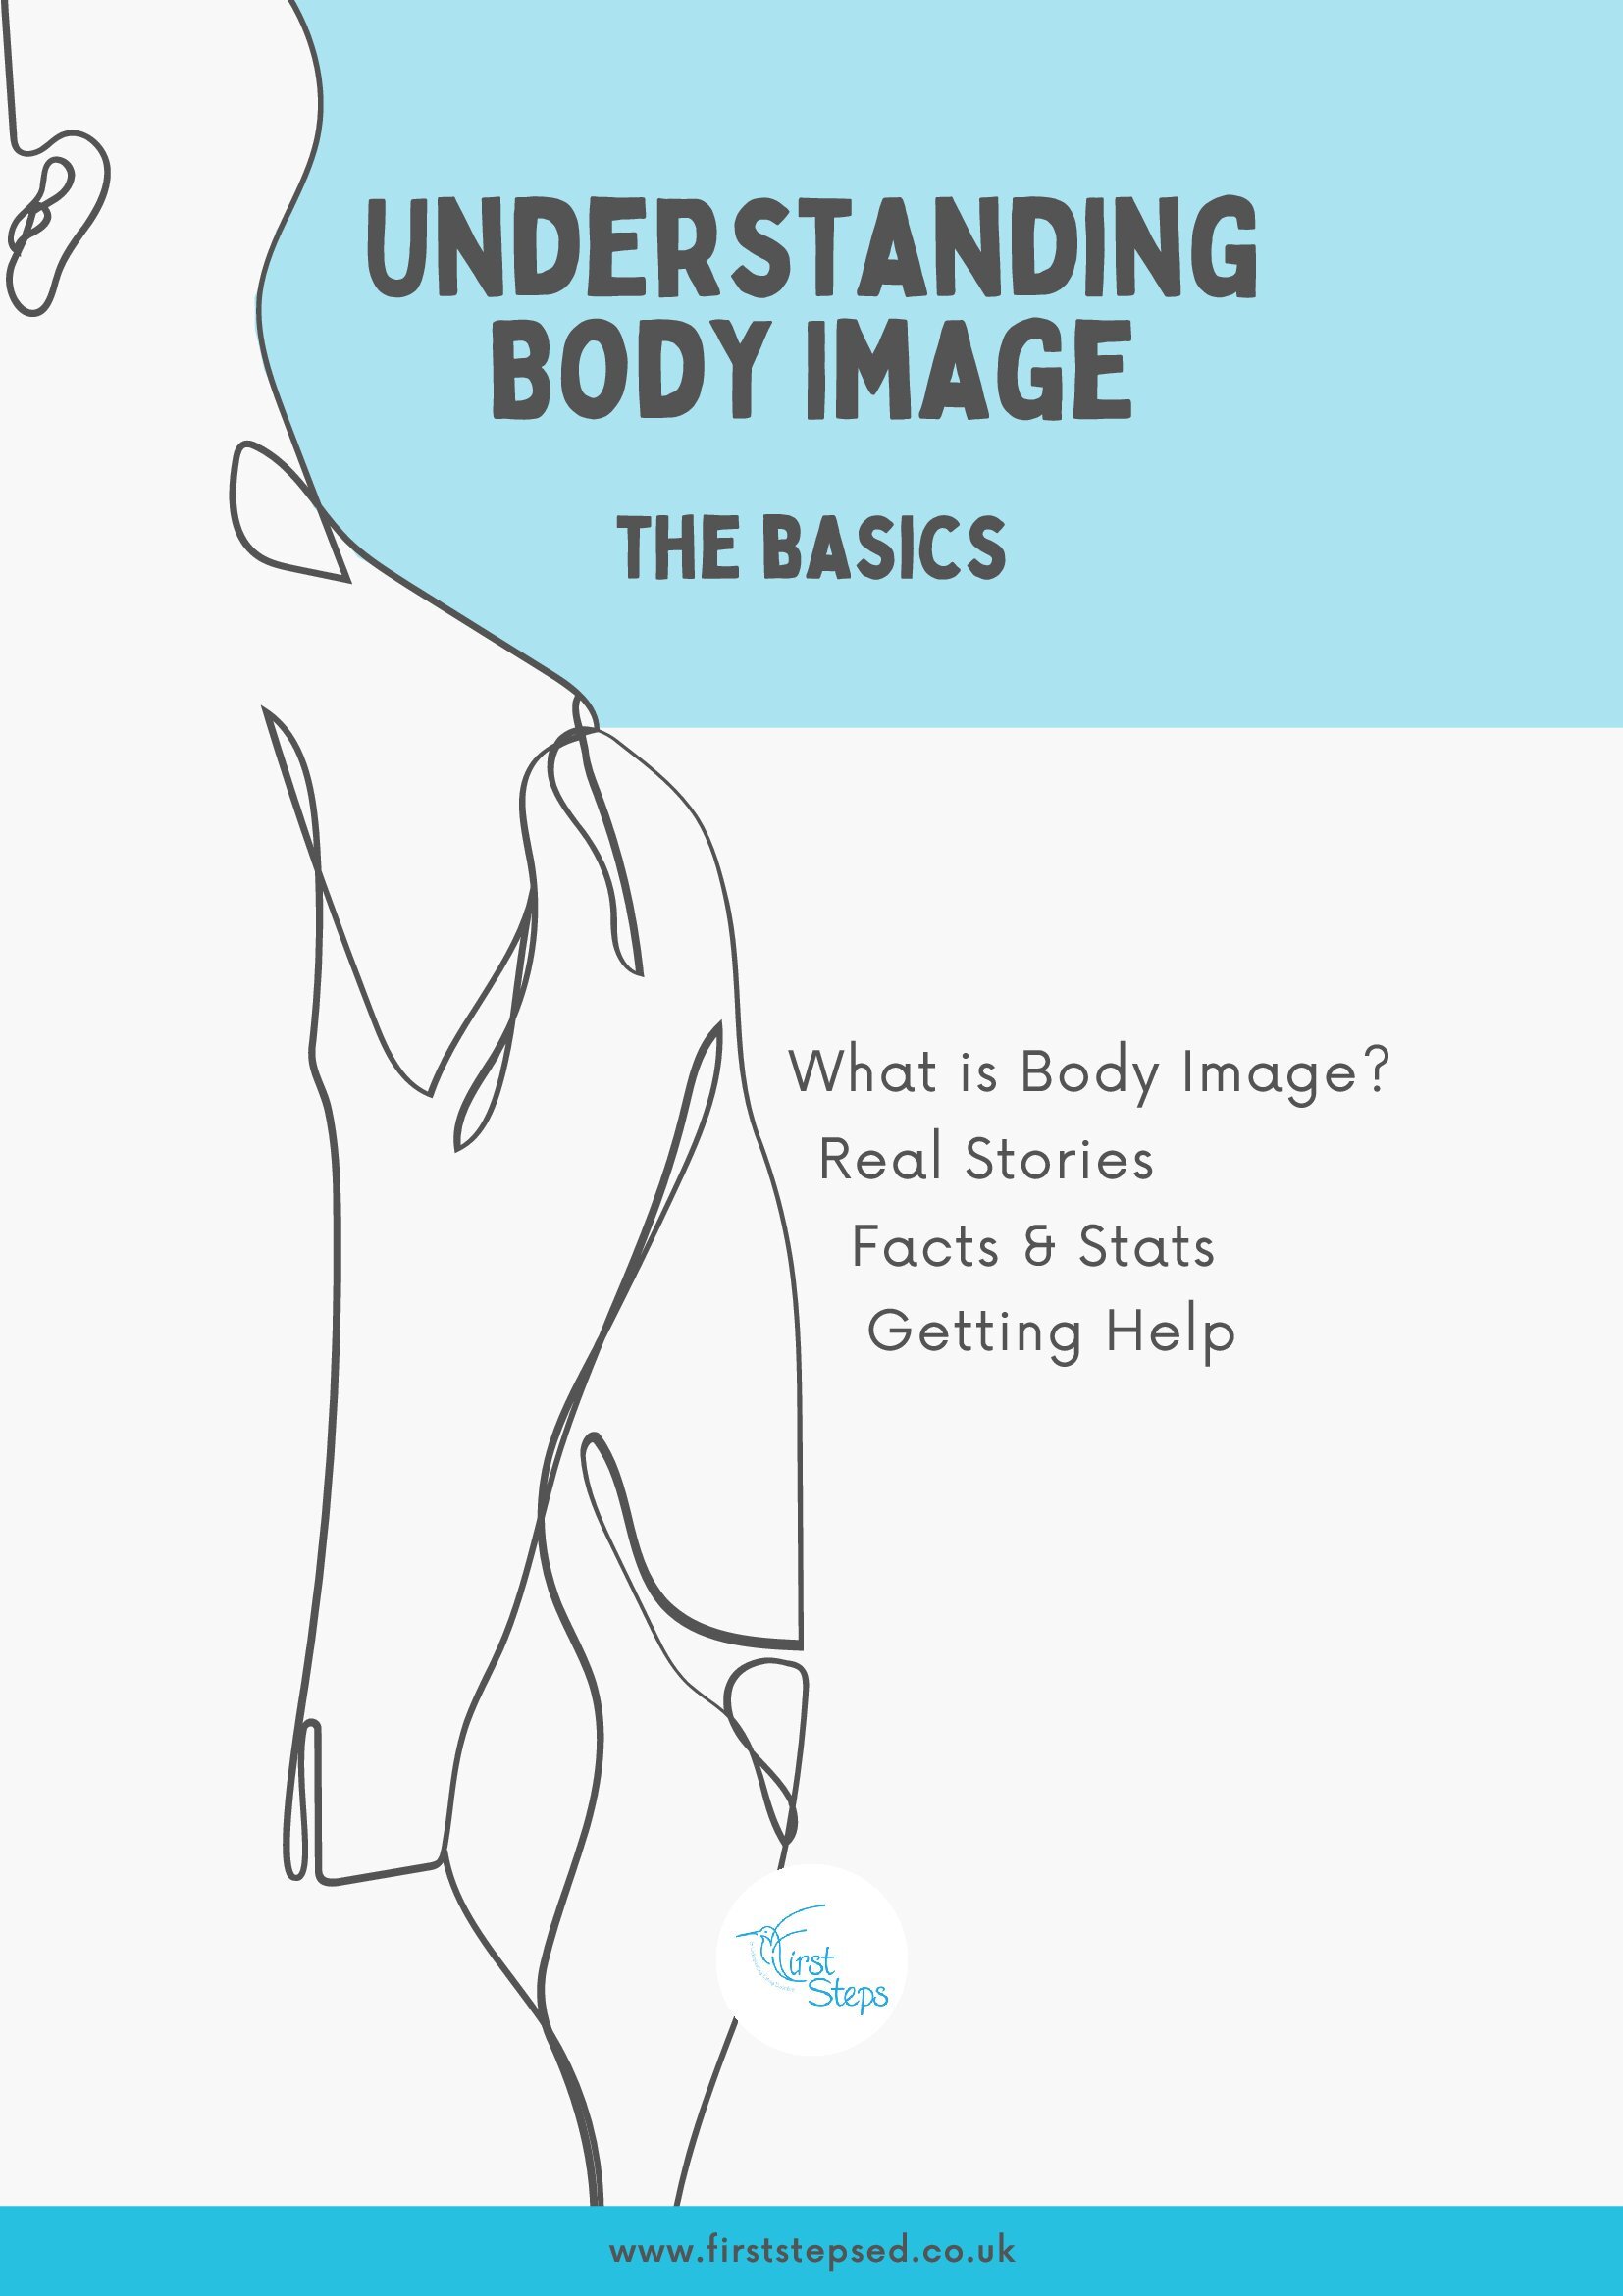 UNDERSTANDING
BODY IMAGE
THE BASICS
What is Body Image?
Real Stories
Facts & Stats
Getting Help
First
Steps
www.firststepsed.co.uk